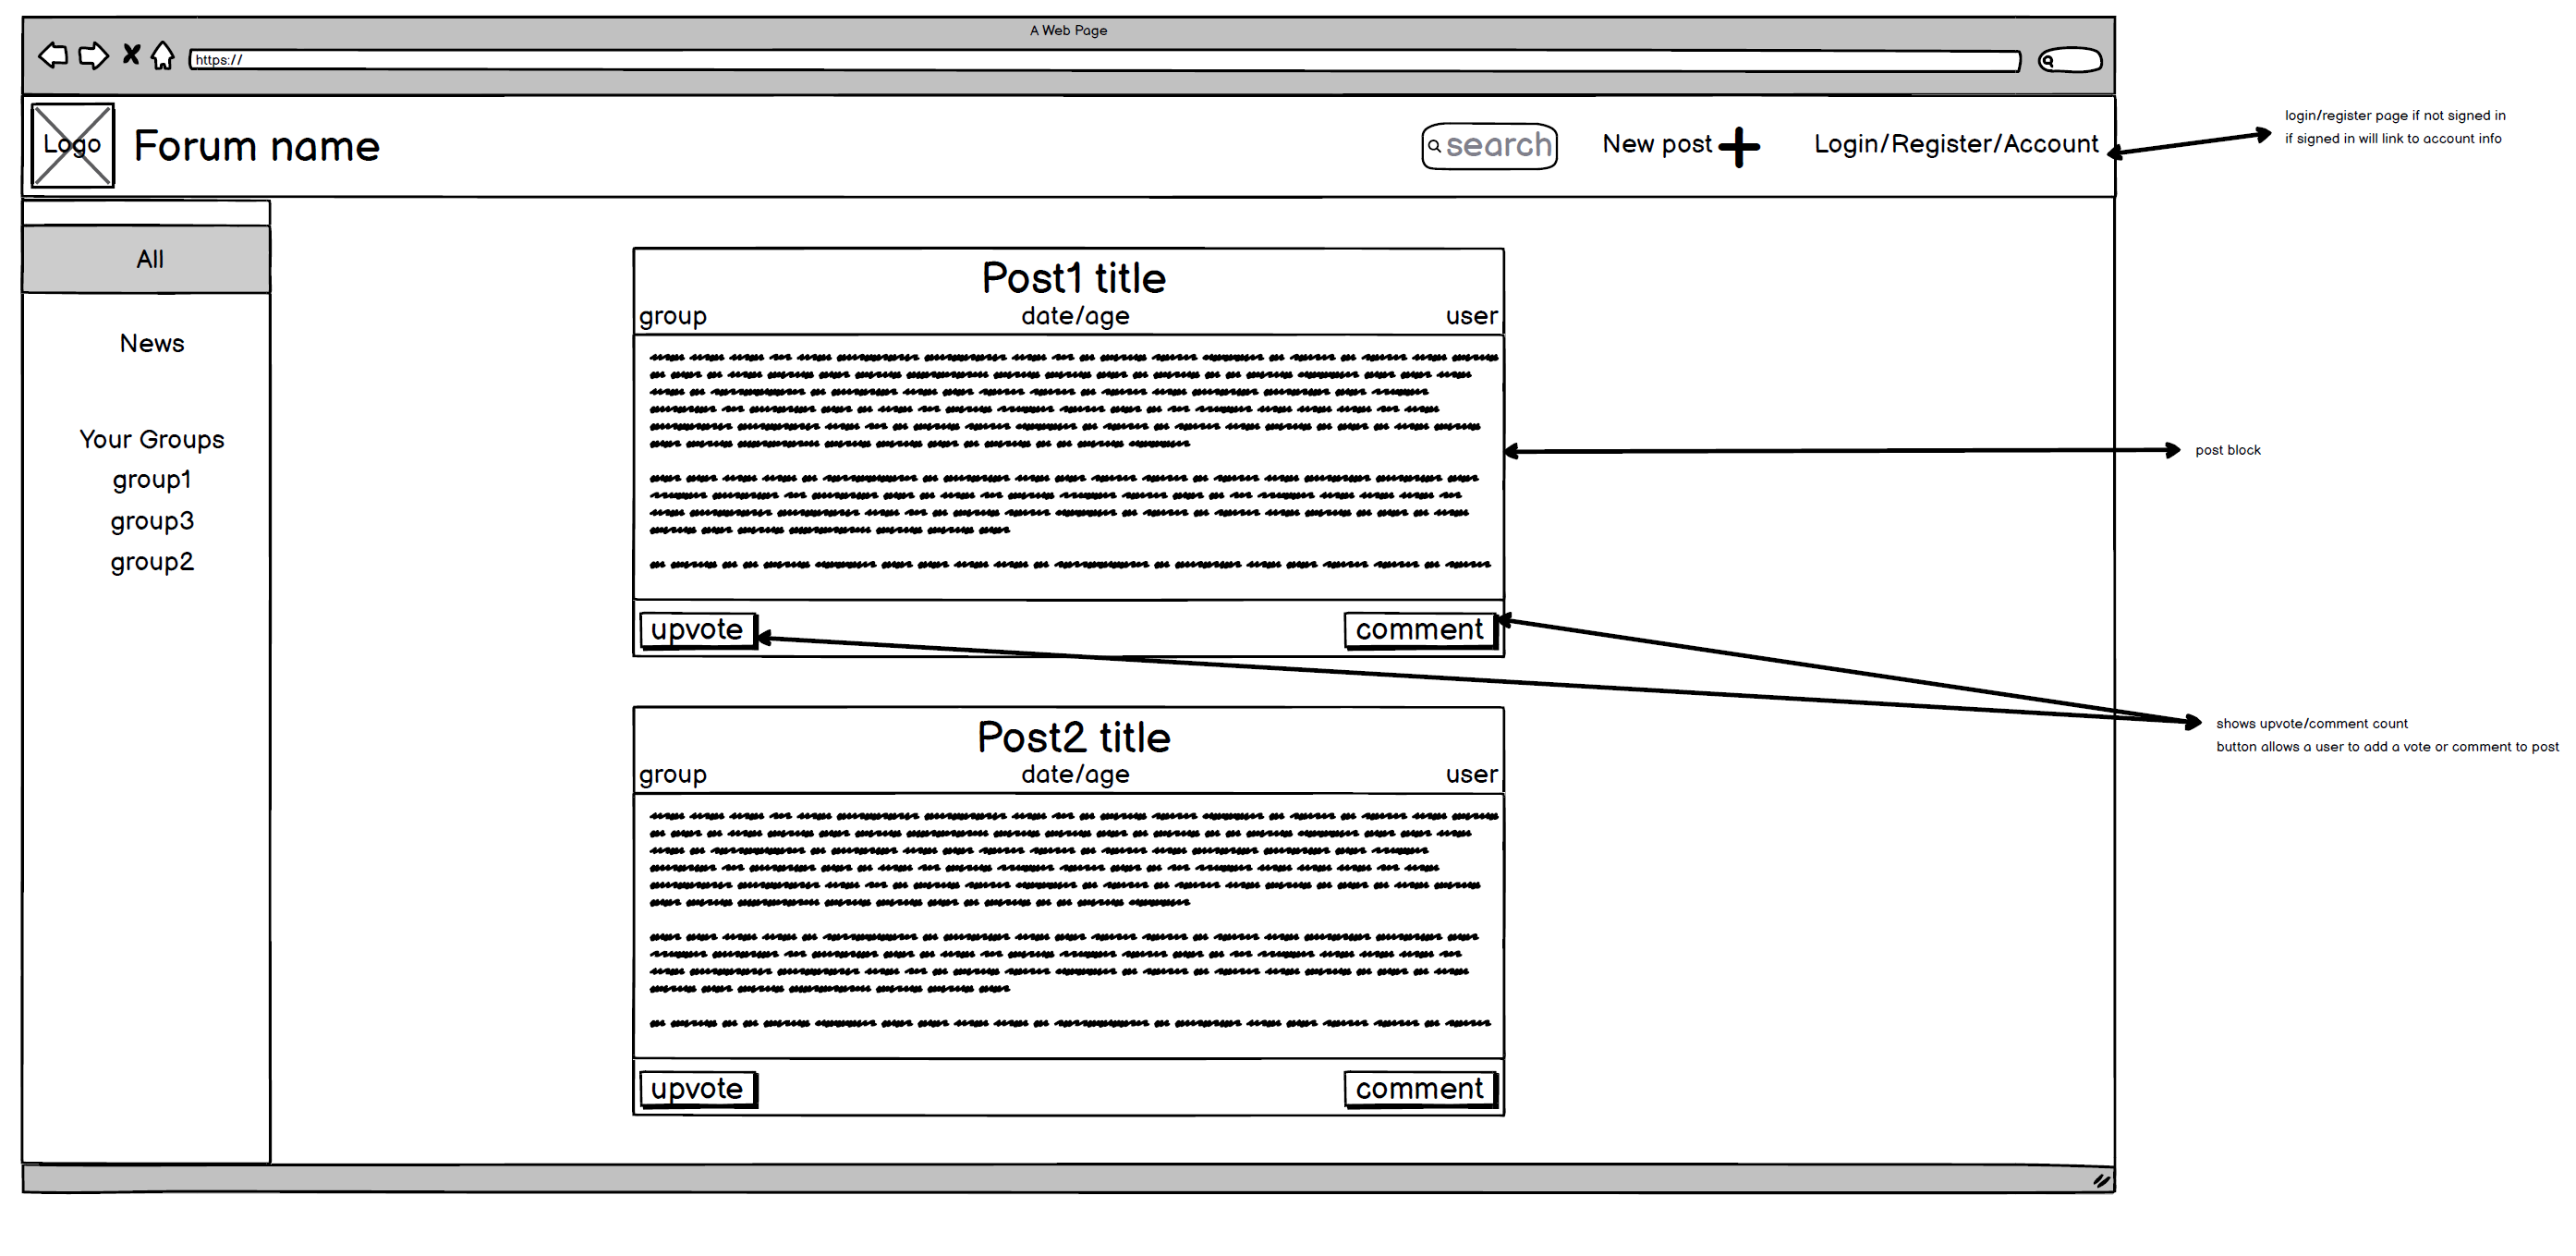 A Web Page
https://
Logo
Forum name
search
New post
Login/Register/Account
login/register page if not signed in
if signed in will link to account info
All
News
Your Groups
group1
group3
group2
Post1 title
group
date/age
user
post block
upvote
comment
shows upvote/comment count
button allows a user to add a vote or comment to post
Post2 title
group
date/age
user
upvote
comment